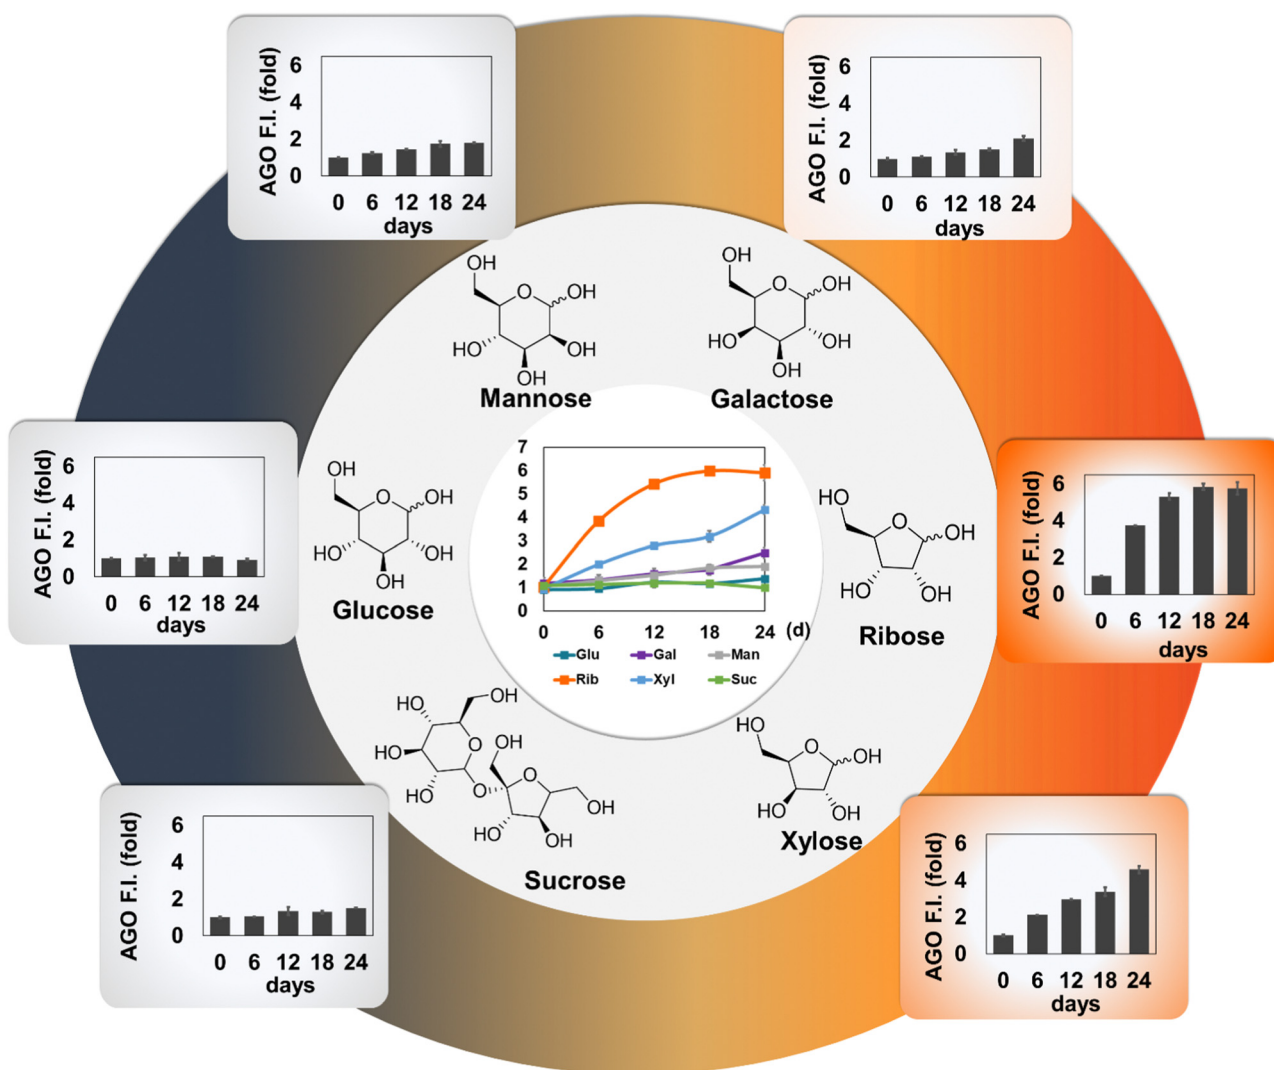 AGO F.I. (fold)
6
4
2
0
0 6 12 18 24
days
AGO F.I. (fold)
6
4
2
0
0 6 12 18 24
days
OH
O
OH
HO
OH
OH
Mannose
OH
O
OH
HO
OH
OH
Galactose
AGO F.I. (fold)
6
4
2
0
0 6 12 18 24
days
OH
O
OH
HO
OH
OH
Glucose
7
6
5
4
3
2
1
0
0 6 12 18 24 (d)
Glu Gal Man
Rib Xyl Suc
HO
O
OH
HO
OH
Ribose
AGO F.I. (fold)
6
4
2
0
0 6 12 18 24
days
HO
OH
HO
O
OH
HO
O
O
OH
HO
OH
Sucrose
HO
O
OH
HO
OH
Xylose
AGO F.I. (fold)
6
4
2
0
0 6 12 18 24
days
AGO F.I. (fold)
6
4
2
0
0 6 12 18 24
days